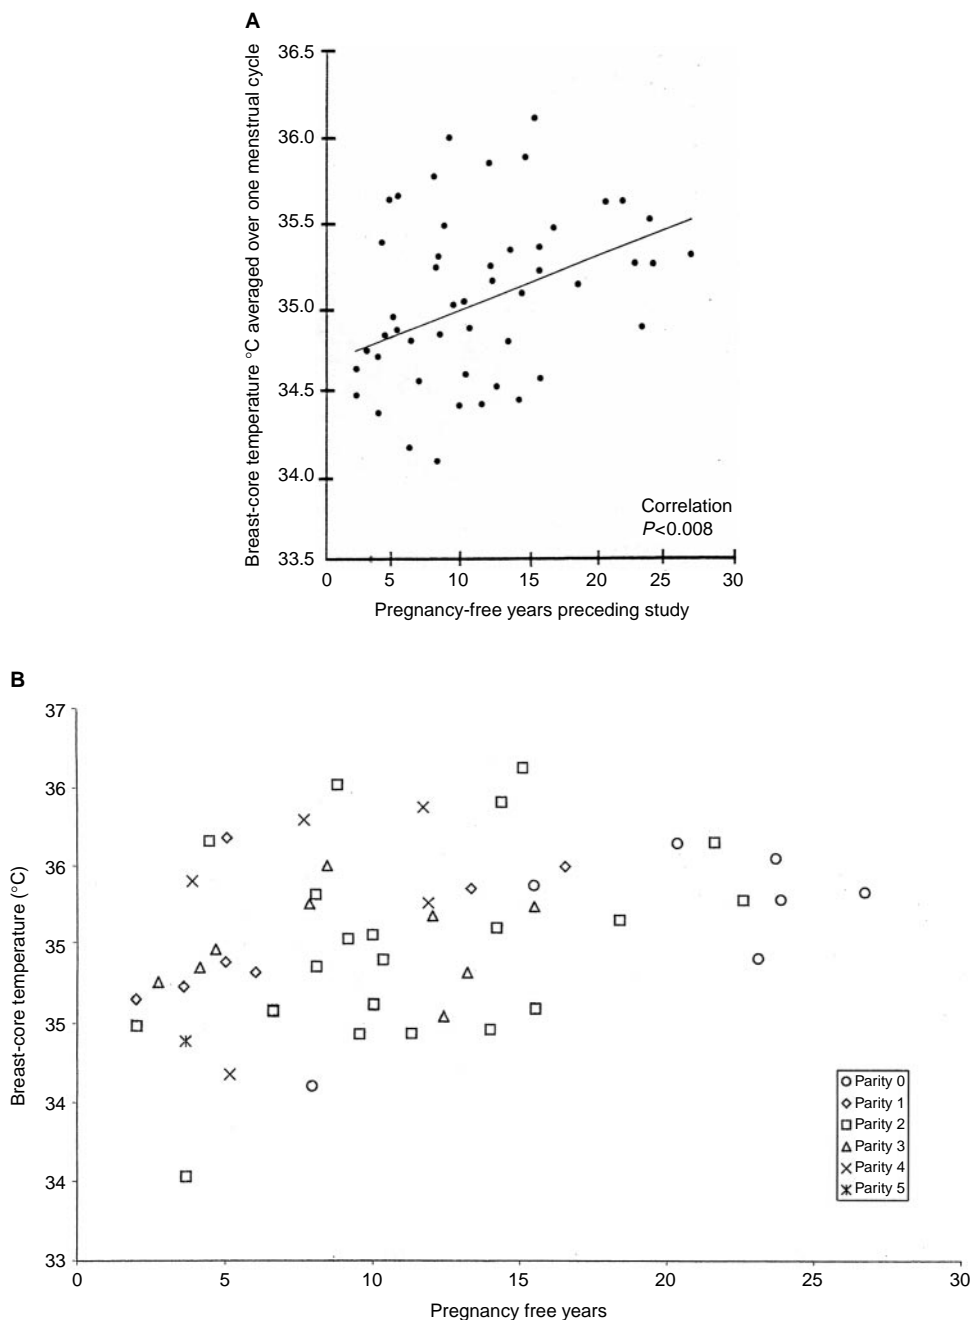 A
Breast-core temperature °C averaged over one menstrual cycle
36.5
36.0
35.5
35.0
34.5
34.0
33.5
Correlation
P<0.008
0 5 10 15 20 25 30
Pregnancy-free years preceding study
B
Breast-core temperature (°C)
37
36
36
35
35
34
34
33
Parity 0
Parity 1
Parity 2
Parity 3
Parity 4
Parity 5
0 5 10 15 20 25 30
Pregnancy free years